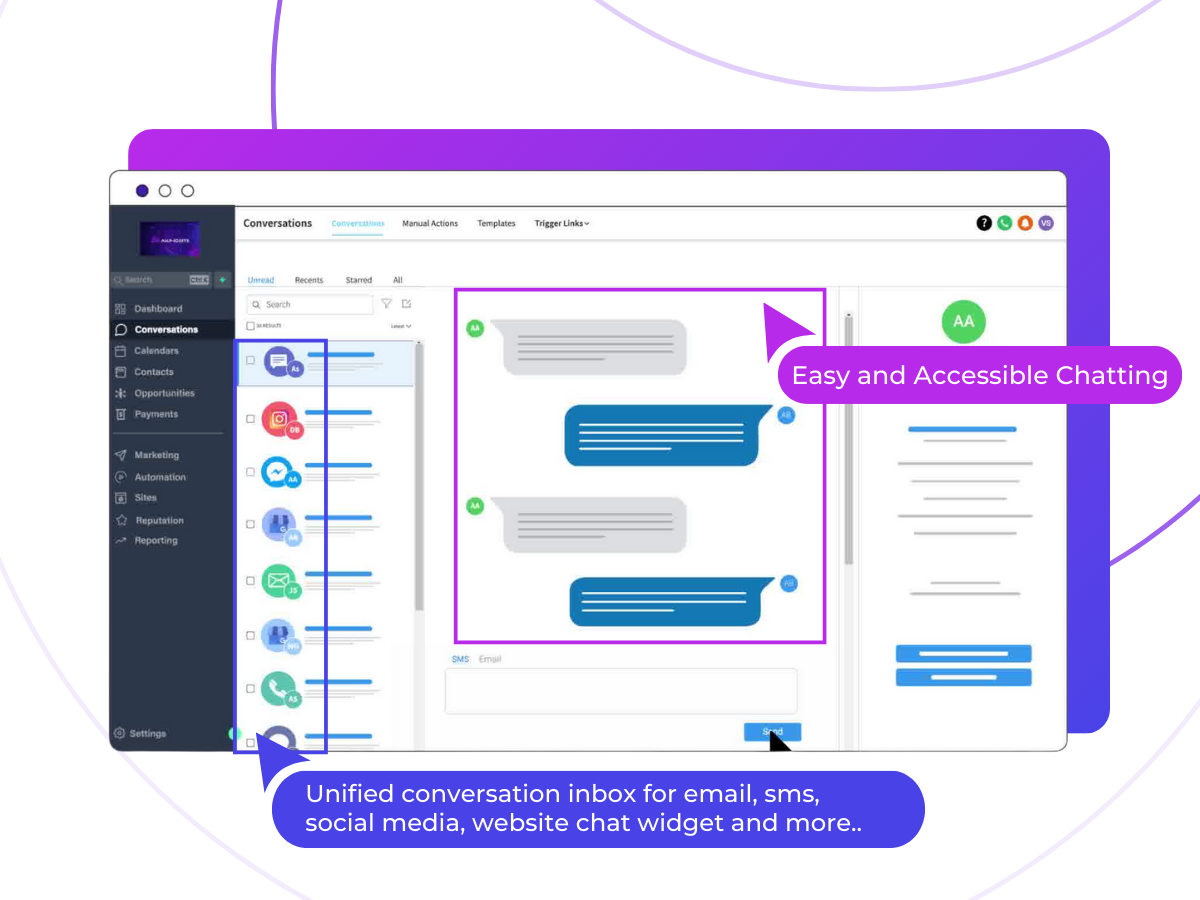 Conversations
Conversations
Manual Actions
Templates
Trigger Links
?
VS
Search
Dashboard
Conversations
Calendars
Contacts
Opportunities
Payments
Marketing
Automation
Sites
Reputation
Reporting
Settings
Unread
Recents
Starred
All
Search
RESULTS
As
DB
AA
G
JS
G
AS
AA
AB
AA
AB
SMS
Email
Send
AA
Easy and Accessible Chatting
Unified conversation inbox for email, sms,
social media, website chat widget and more..